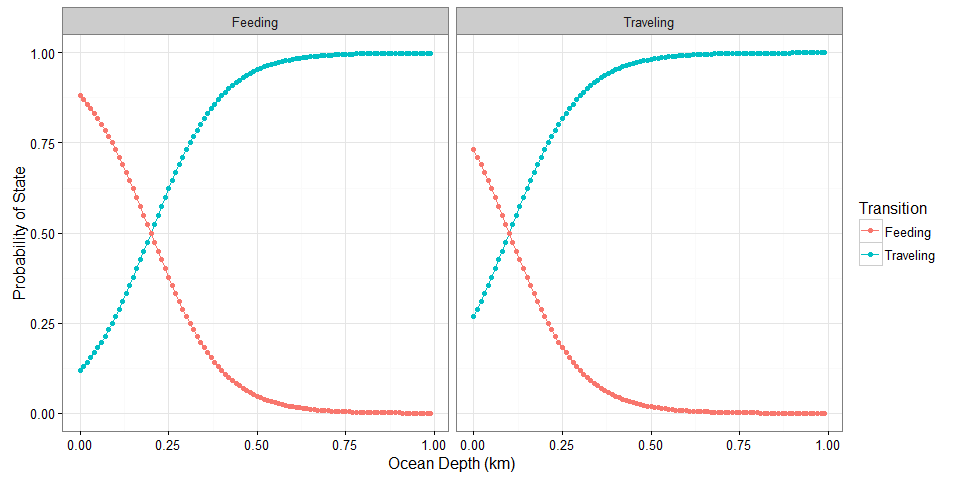 Feeding
Traveling
Probability of State
1.00
0.75
0.50
0.25
0.00
0.00 0.25 0.50 0.75 1.00
0.00 0.25 0.50 0.75 1.00
Ocean Depth (km)
Transition
Feeding
Traveling